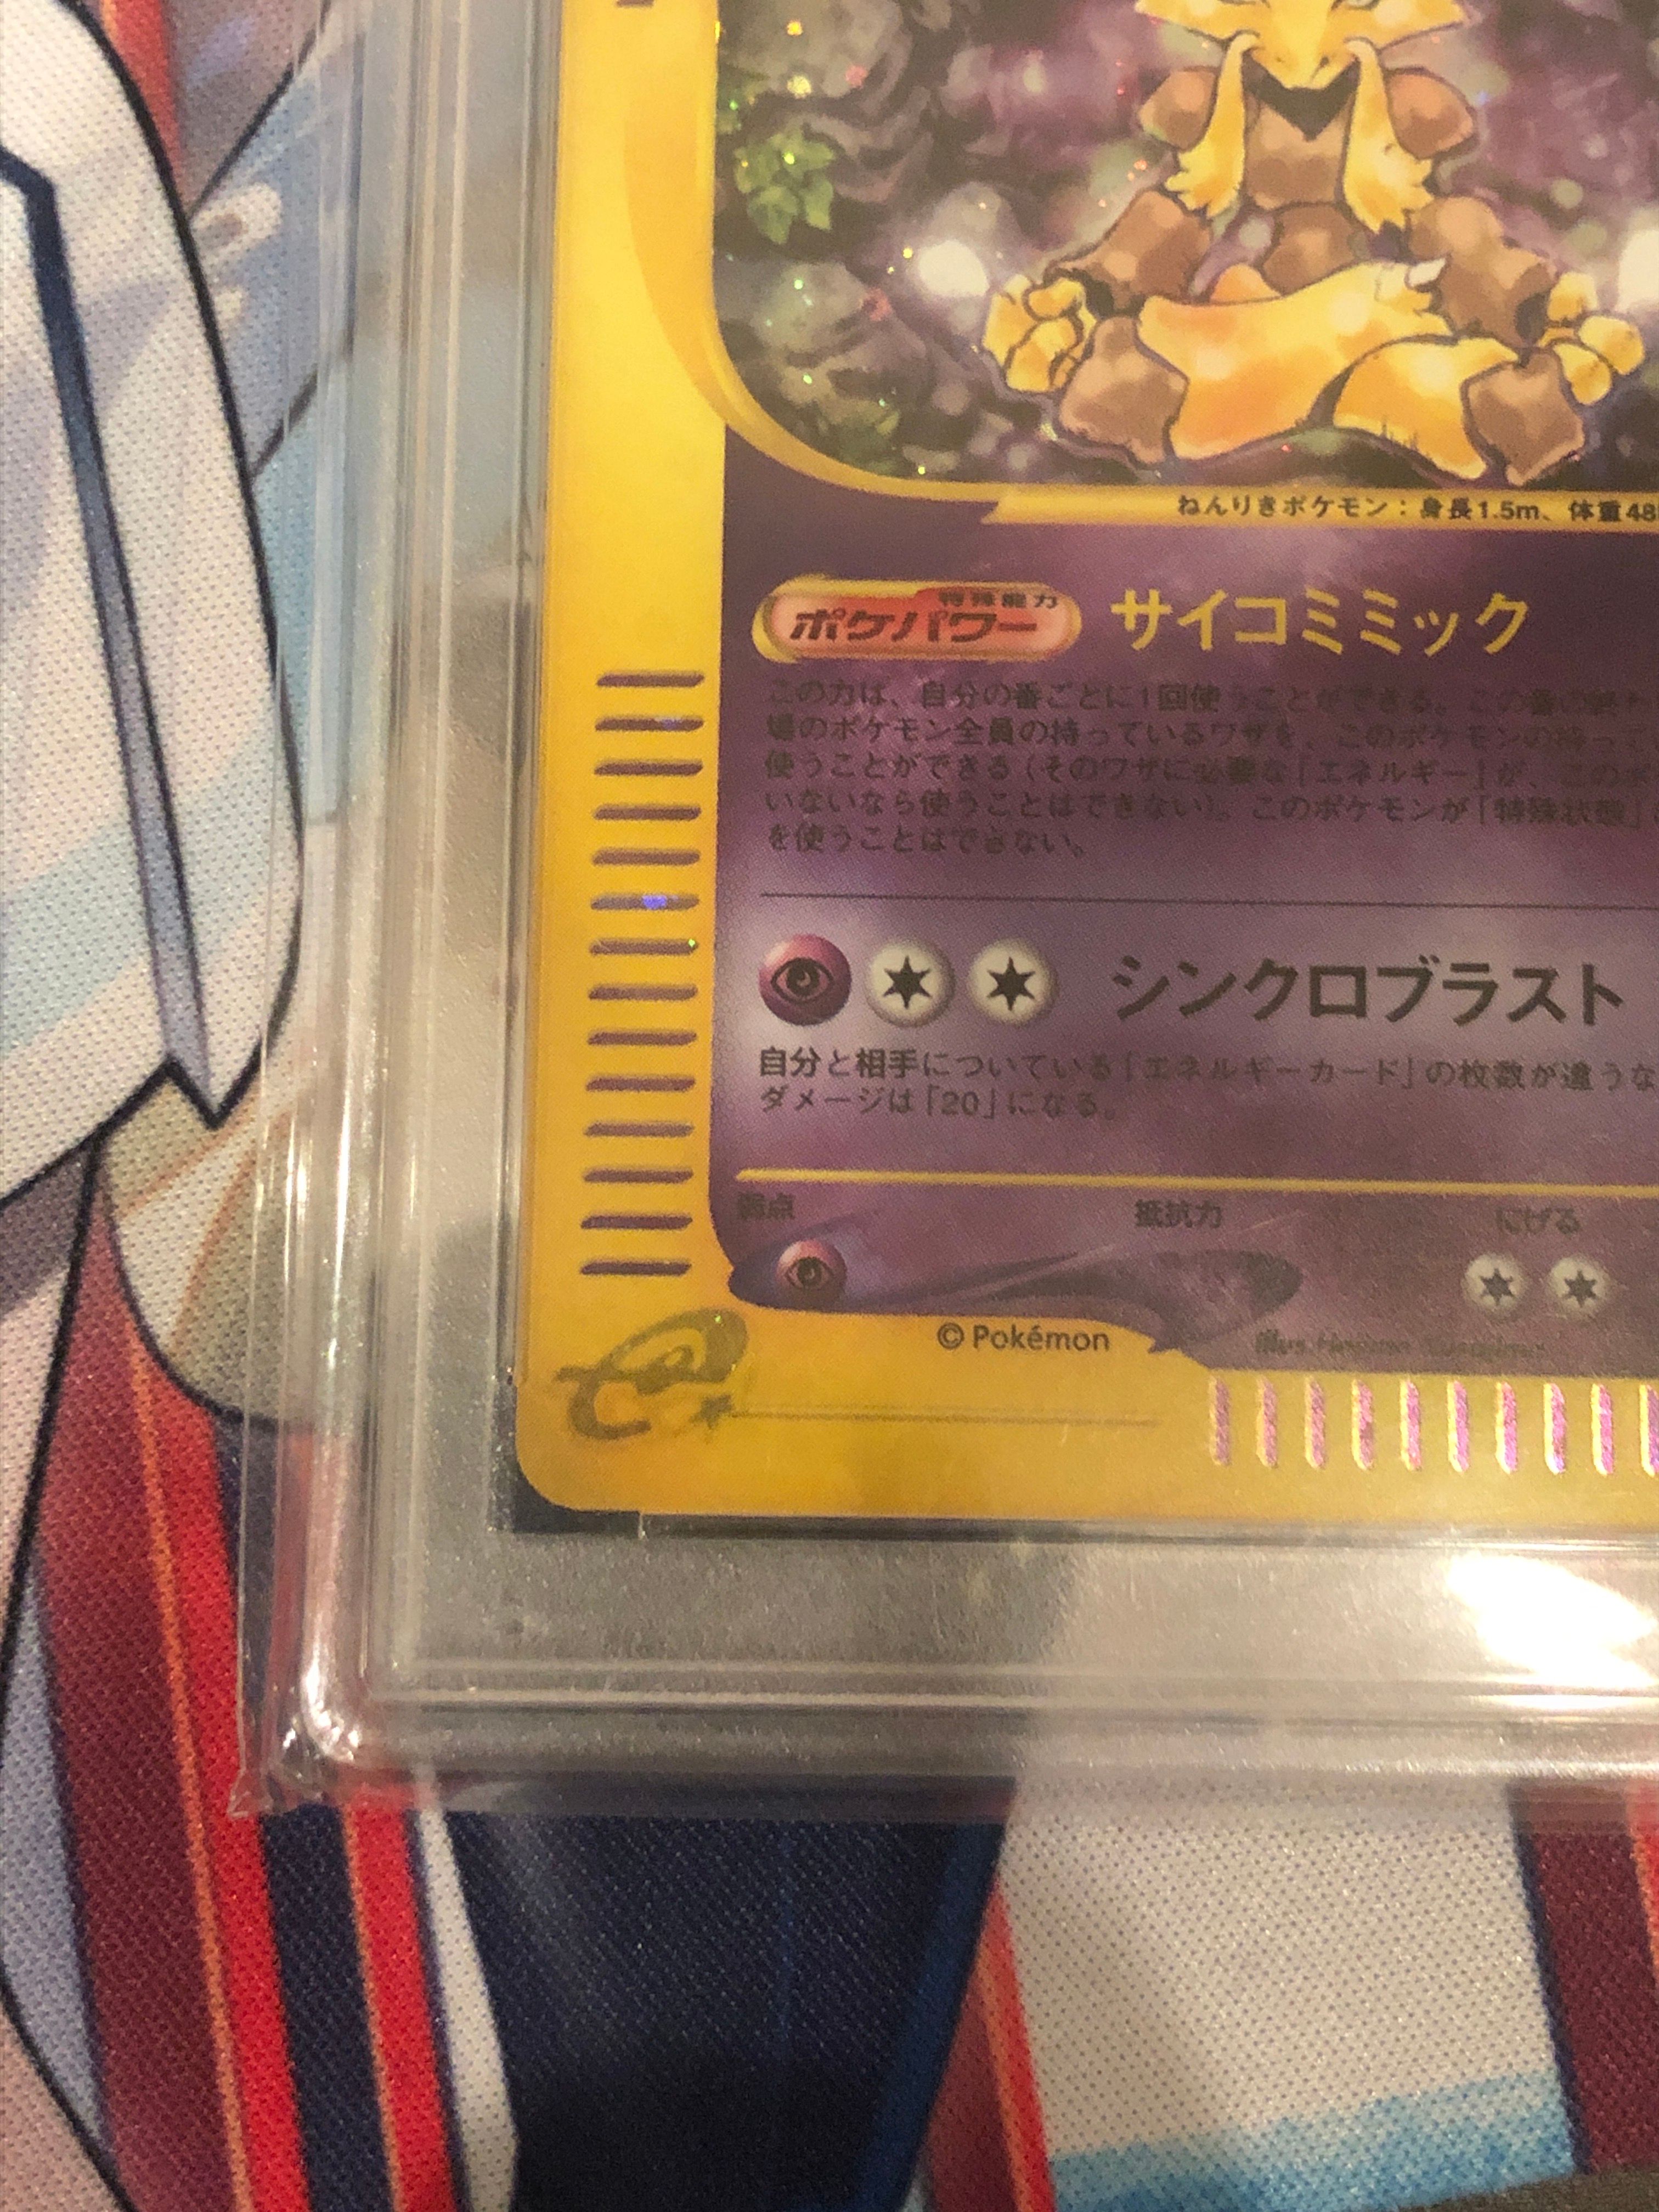 ねんりきポケモン：身長1.5m、体重48
特殊能力
ポケパワー サイコミミック
この力は、自分の番ごとに1回使うことができる。この番の終
場のポケモン全員の持っているワザを、このポケモンの持って
使うことができる（そのワザに必要な「エネルギー」が、このポ
いないなら使うことはできない）。このポケモンが「特殊状態」
を使うことはできない。
シンクロブラスト
自分と相手についている「エネルギーカード」の枚数が違うな
ダメージは「20」になる。
弱点 抵抗力 にげる
© Pokémon
Illus.
e